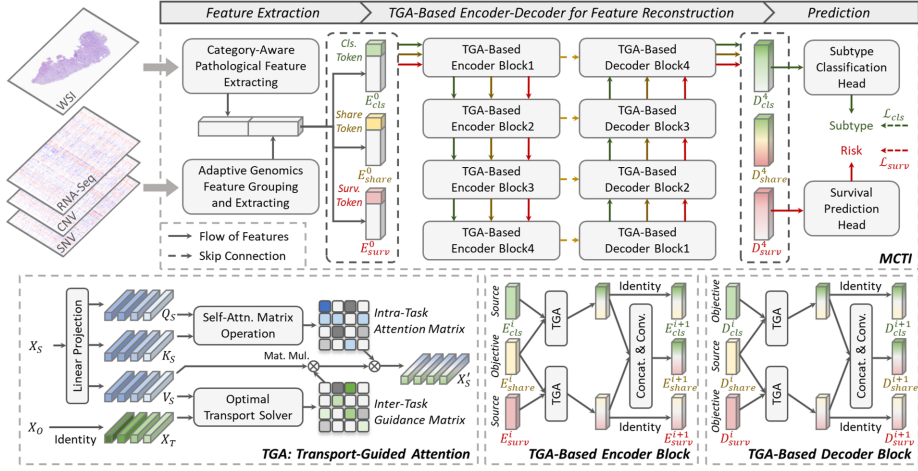 Feature Extraction
TGA-Based Encoder-Decoder for Feature Reconstruction
Prediction
WSI
RNA-Seq
CNV
SNV
Category-Aware
Pathological Feature
Extracting
Adaptive Genomics
Feature Grouping
and Extracting
Flow of Features
Skip Connection
Cls.
Token
E^0_cls
Share
Token
E^0_share
Surv.
Token
E^0_surv
TGA-Based
Encoder Block1
TGA-Based
Encoder Block2
TGA-Based
Encoder Block3
TGA-Based
Encoder Block4
TGA-Based
Decoder Block4
TGA-Based
Decoder Block3
TGA-Based
Decoder Block2
TGA-Based
Decoder Block1
D^4_cls
D^4_share
D^4_surv
Subtype
Classification
Head
Subtype
ℒ_cls
Risk
ℒ_surv
Survival
Prediction
Head
MCTI
X_S
Linear Projection
Q_S
K_S
V_S
X_O
Identity
X_T
Self-Attn. Matrix
Operation
Mat. Mul.
Optimal
Transport Solver
Intra-Task
Attention Matrix
Inter-Task
Guidance Matrix
X'_S
TGA: Transport-Guided Attention
Source
E^i_cls
Objective
E^i_share
Source
E^i_surv
TGA
TGA
Identity
Concat. & Conv.
Identity
E^{i+1}_cls
E^{i+1}_share
E^{i+1}_surv
TGA-Based Encoder Block
Objective
D^i_cls
Source
D^i_share
Objective
D^i_surv
TGA
TGA
Identity
Concat. & Conv.
Identity
D^{i+1}_cls
D^{i+1}_share
D^{i+1}_surv
TGA-Based Decoder Block